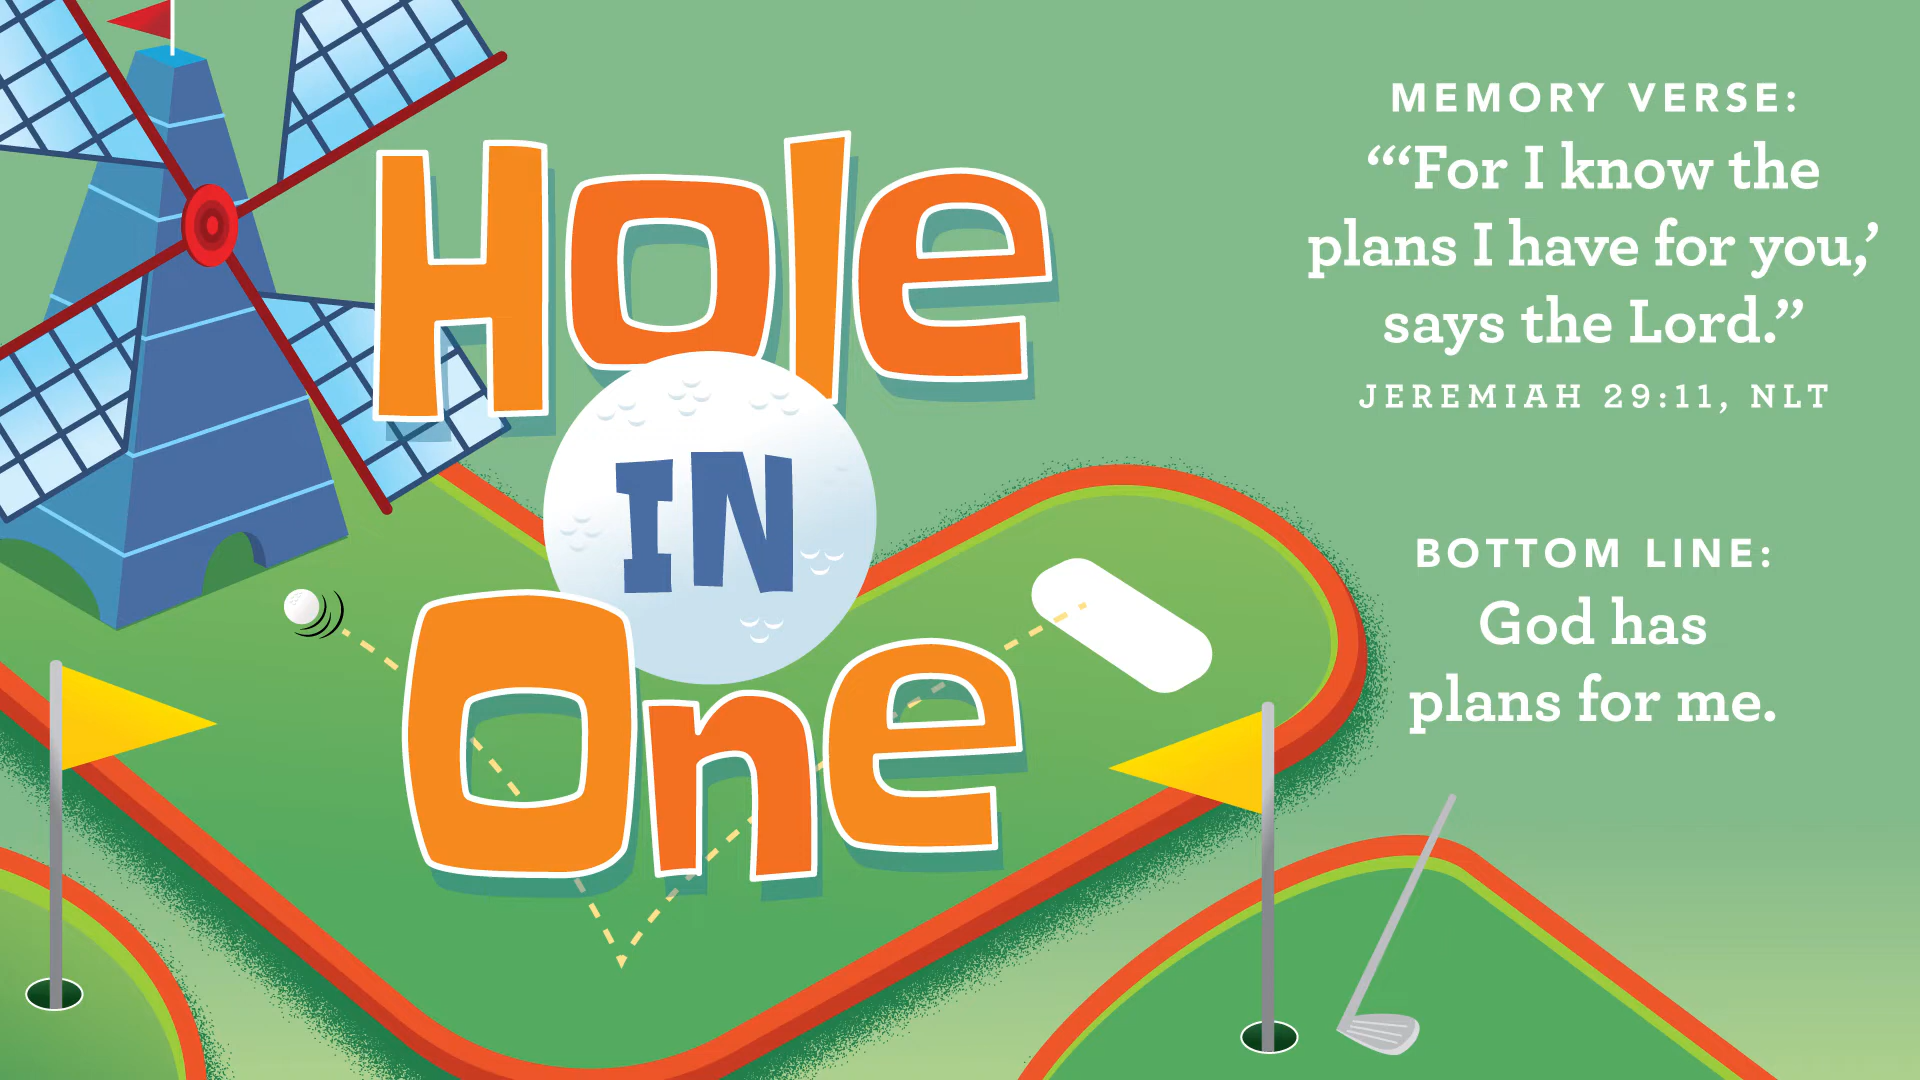 Hole
IN
One
MEMORY VERSE:
“‘For I know the
plans I have for you,’
says the Lord.”
JEREMIAH 29:11, NLT
BOTTOM LINE:
God has
plans for me.